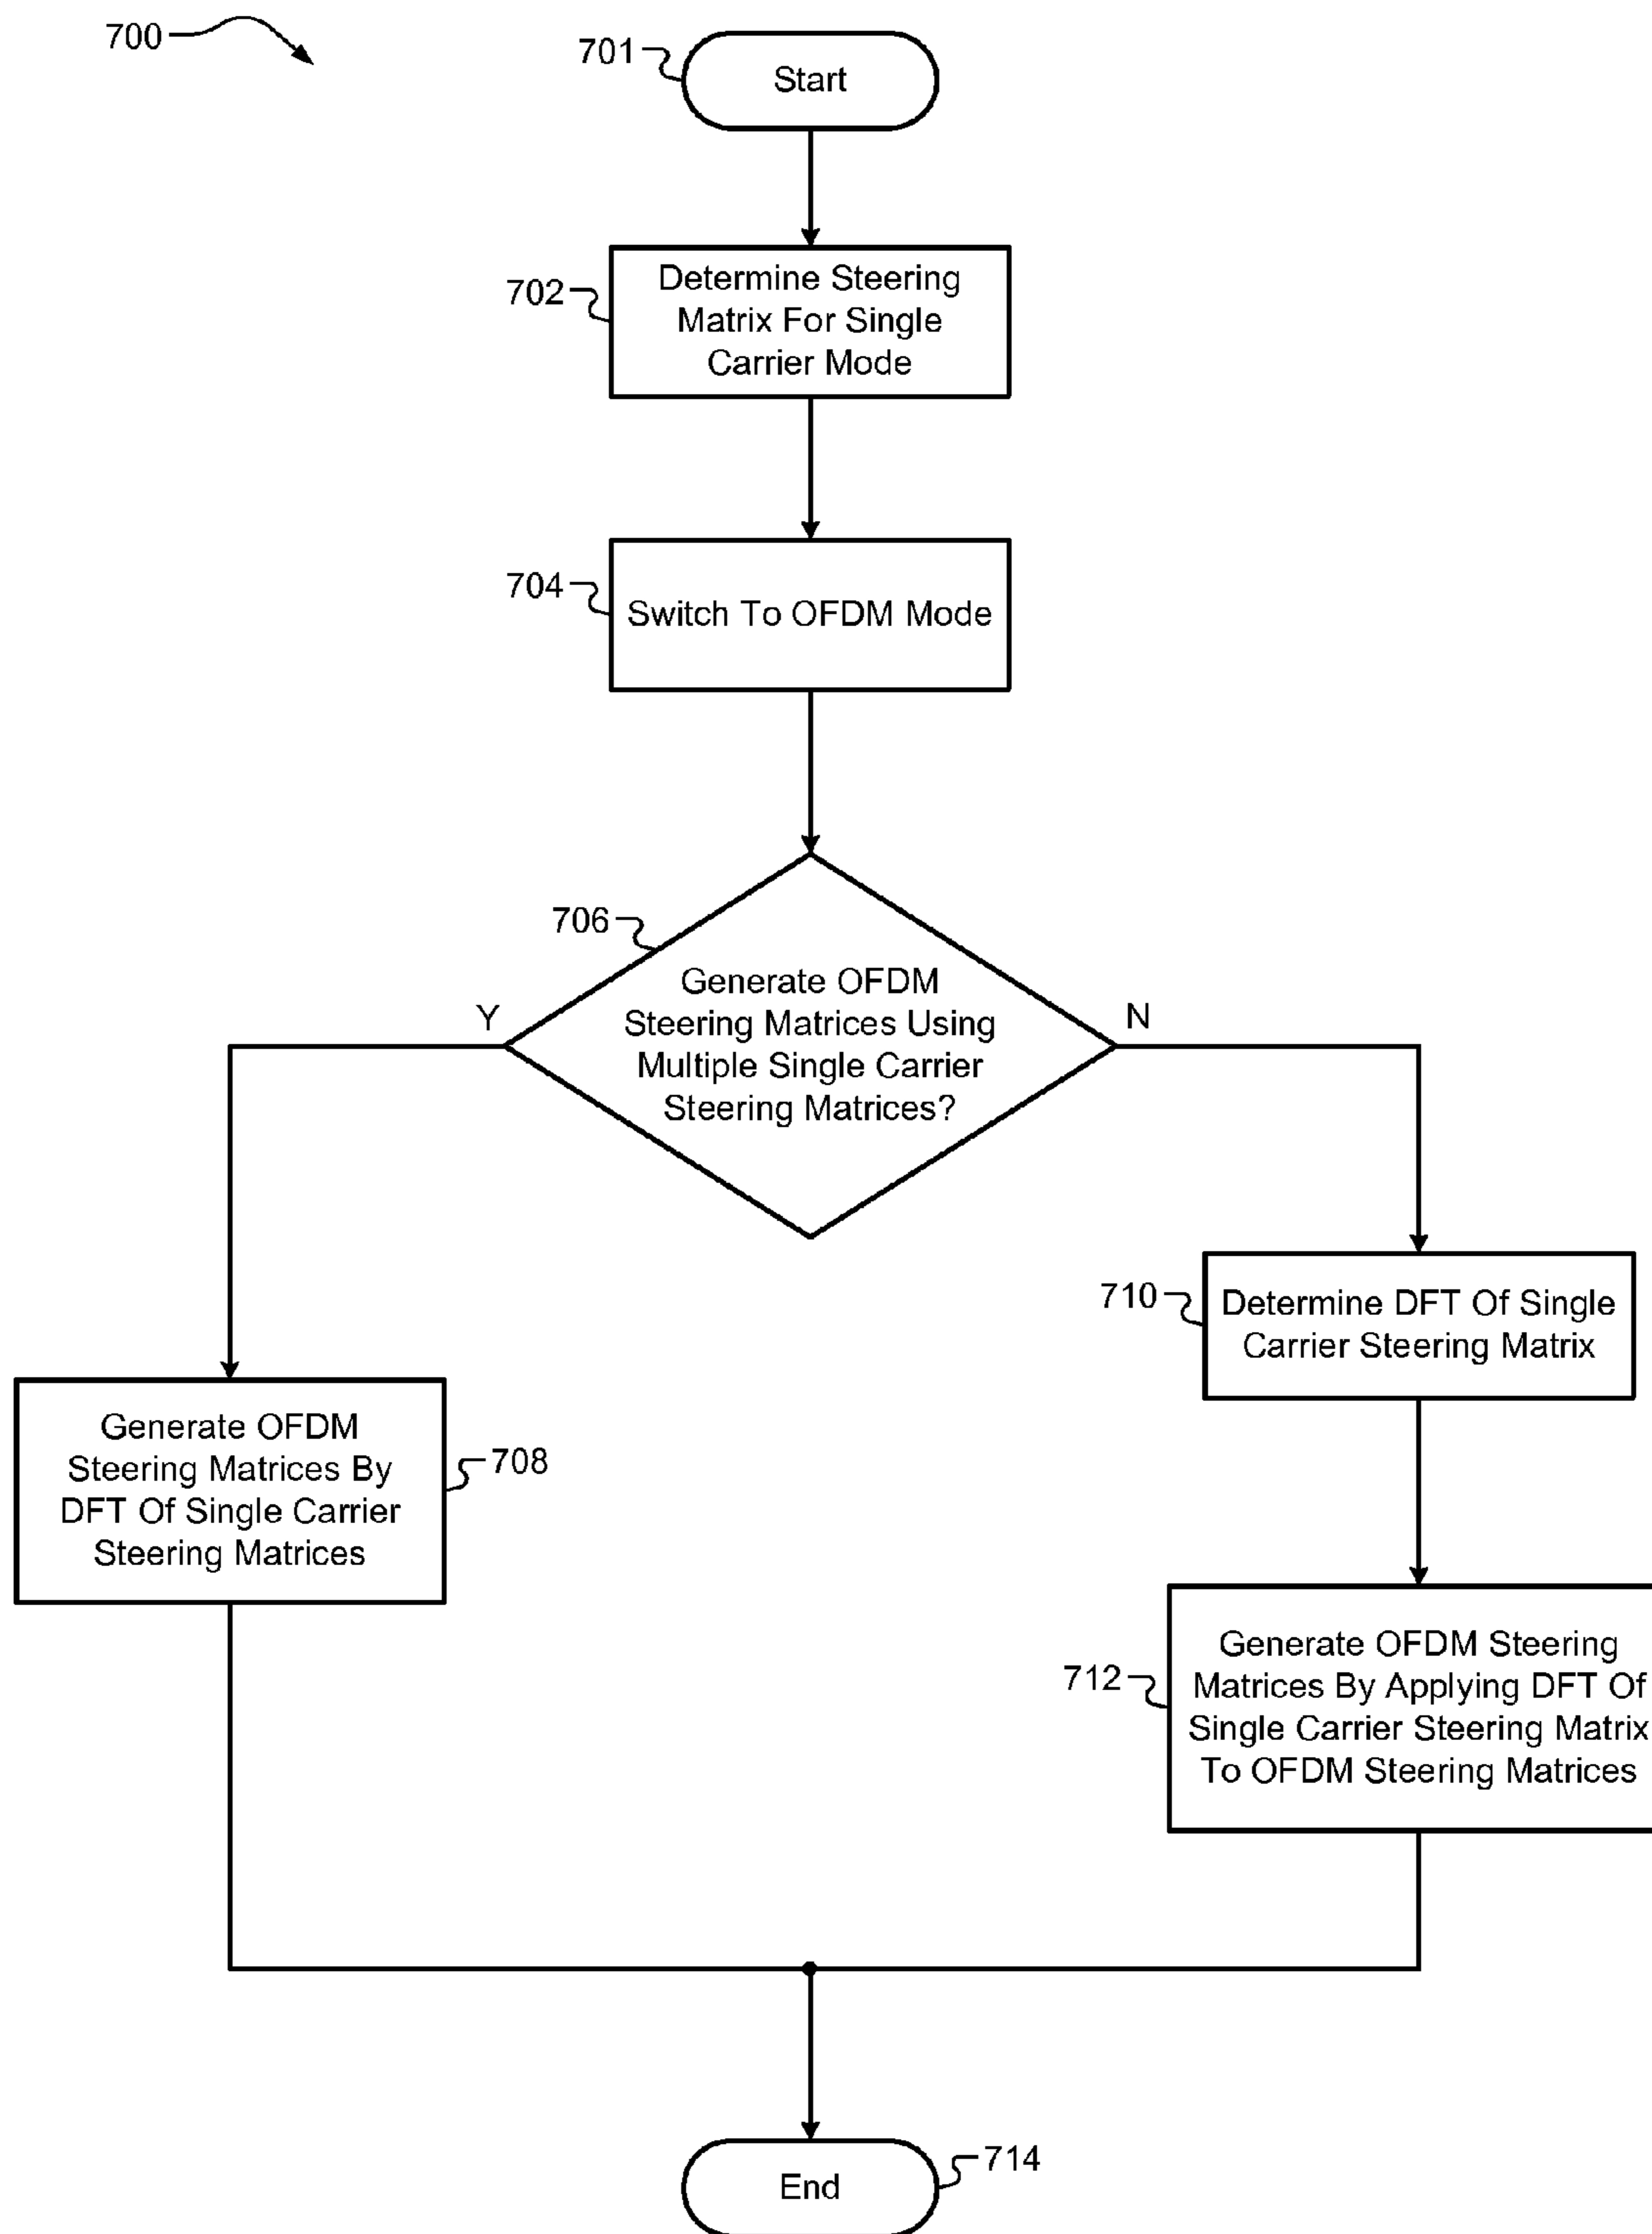 700
701
Start
702
Determine Steering
Matrix For Single
Carrier Mode
704
Switch To OFDM Mode
706
Generate OFDM
Steering Matrices Using
Multiple Single Carrier
Steering Matrices?
Y
N
710
Determine DFT Of Single
Carrier Steering Matrix
Generate OFDM
Steering Matrices By
DFT Of Single Carrier
Steering Matrices
708
712
Generate OFDM Steering
Matrices By Applying DFT Of
Single Carrier Steering Matrix
To OFDM Steering Matrices
End
714